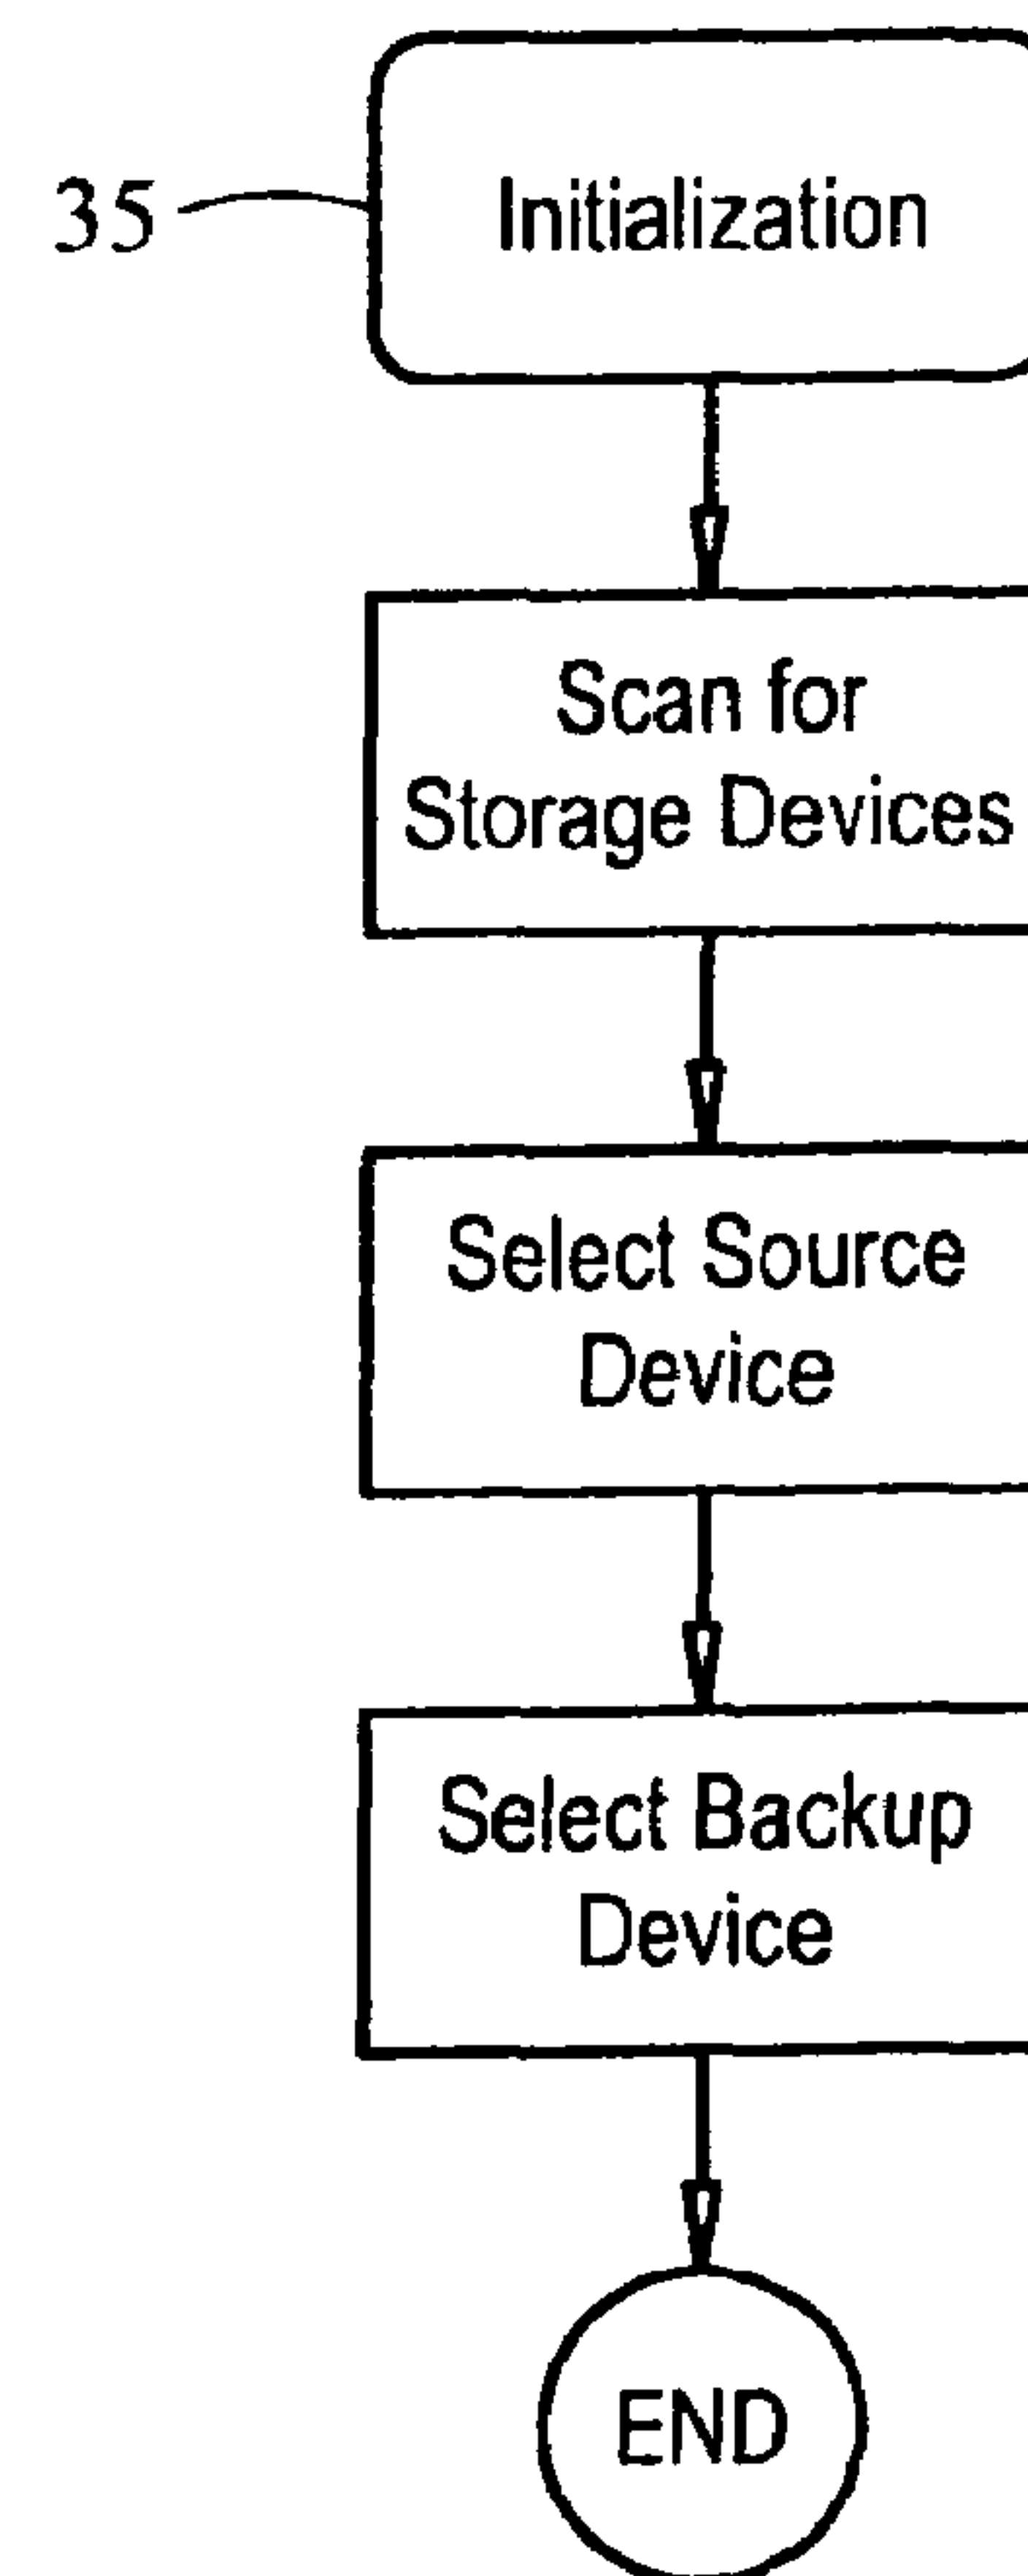 35
Initialization
Scan for
Storage Devices
Select Source
Device
Select Backup
Device
END